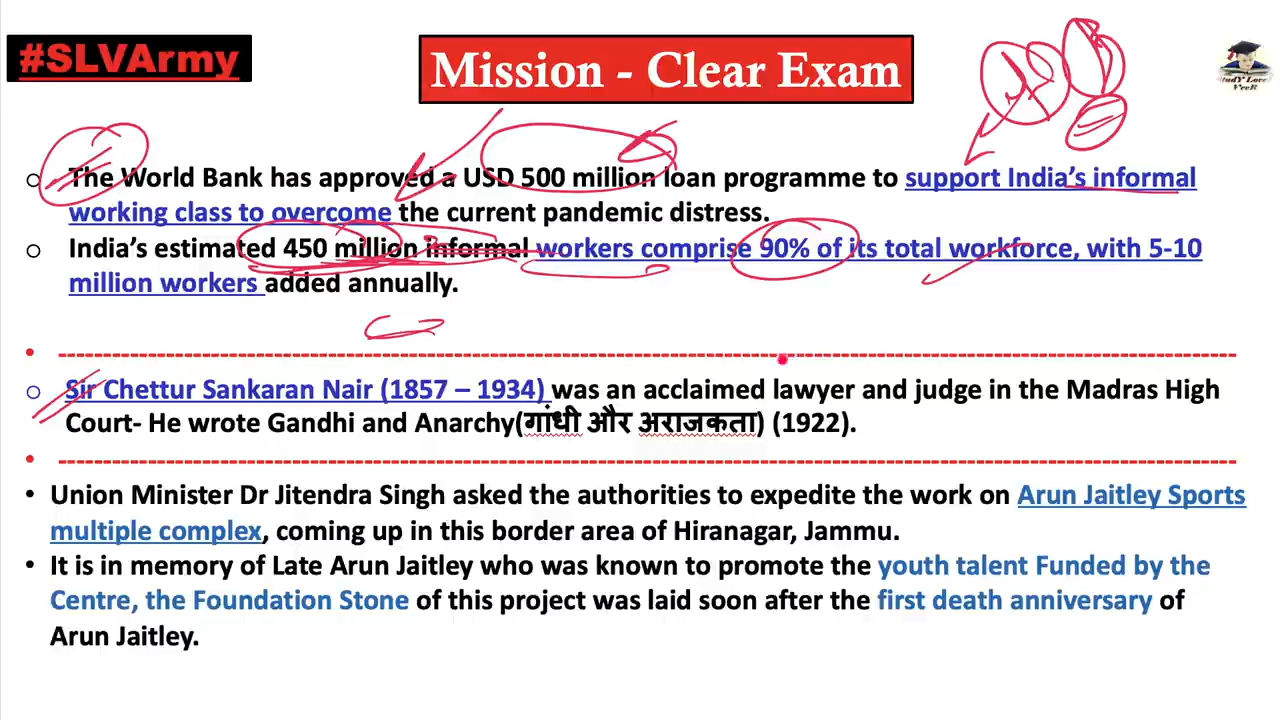 #SLVArmy
Mission - Clear Exam
StudY Lover
VeeR
o The World Bank has approved a USD 500 million loan programme to support India's informal
working class to overcome the current pandemic distress.
o India's estimated 450 million informal workers comprise 90% of its total workforce, with 5-10
million workers added annually.
• ------------------------------------------------------------------------
o Sir Chettur Sankaran Nair (1857 – 1934) was an acclaimed lawyer and judge in the Madras High
Court- He wrote Gandhi and Anarchy(गांधी और अराजकता) (1922).
• ------------------------------------------------------------------------
• Union Minister Dr Jitendra Singh asked the authorities to expedite the work on Arun Jaitley Sports
multiple complex, coming up in this border area of Hiranagar, Jammu.
• It is in memory of Late Arun Jaitley who was known to promote the youth talent Funded by the
Centre, the Foundation Stone of this project was laid soon after the first death anniversary of
Arun Jaitley.